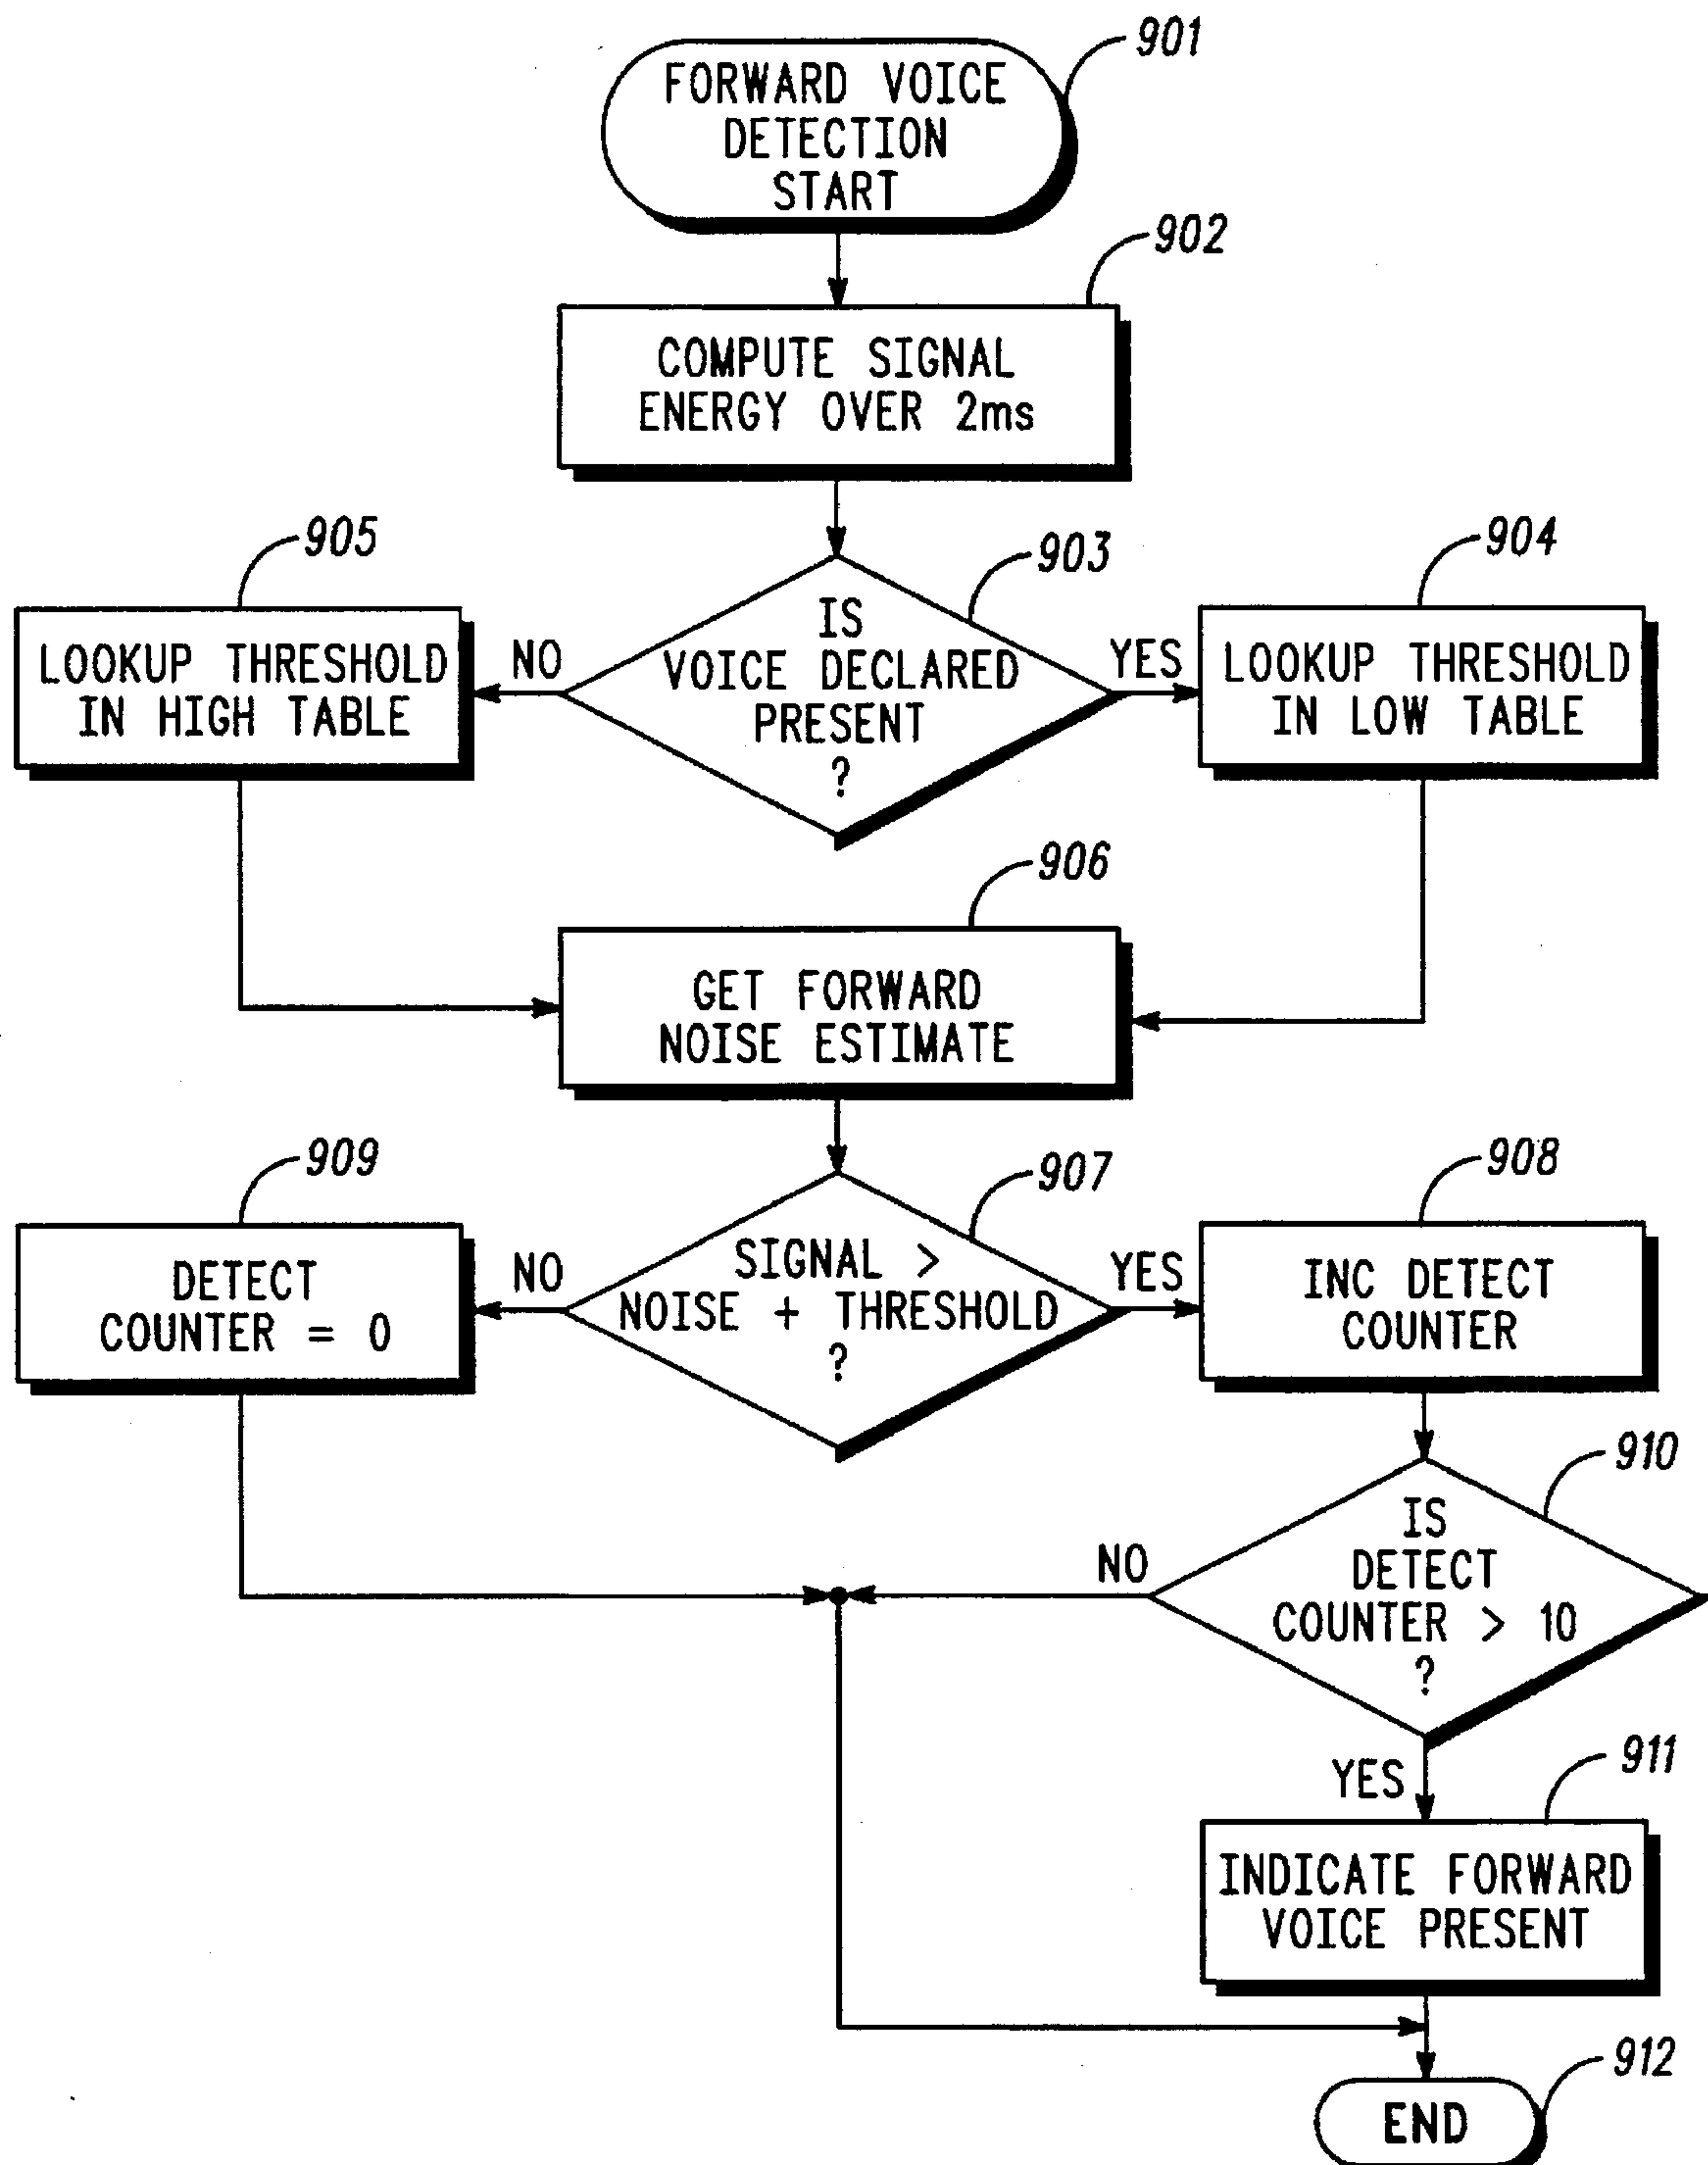 901
FORWARD VOICE
DETECTION
START
902
COMPUTE SIGNAL
ENERGY OVER 2ms
905
903
904
LOOKUP THRESHOLD
IN HIGH TABLE
NO
IS
VOICE DECLARED
PRESENT
?
YES
LOOKUP THRESHOLD
IN LOW TABLE
906
GET FORWARD
NOISE ESTIMATE
909
907
908
DETECT
COUNTER = 0
NO
SIGNAL >
NOISE + THRESHOLD
?
YES
INC DETECT
COUNTER
910
NO
IS
DETECT
COUNTER > 10
?
YES
911
INDICATE FORWARD
VOICE PRESENT
912
END